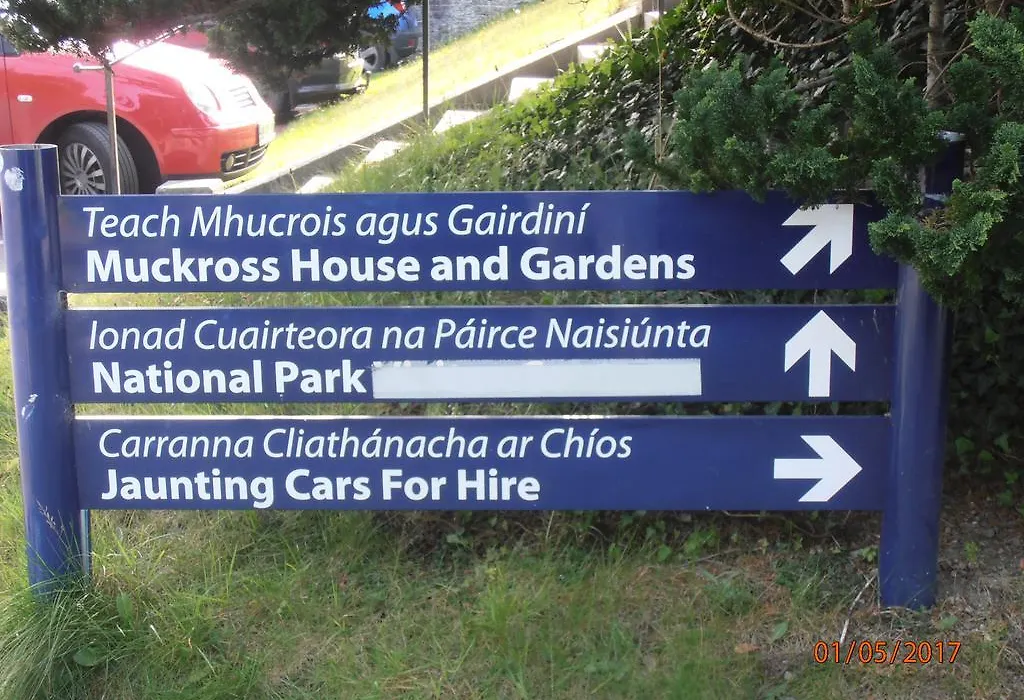 Teach Mhucrois agus Gairdiní
Muckross House and Gardens
Ionad Cuairteora na Páirce Naisiúnta
National Park
Carranna Cliathánacha ar Chíos
Jaunting Cars For Hire
01/05/2017